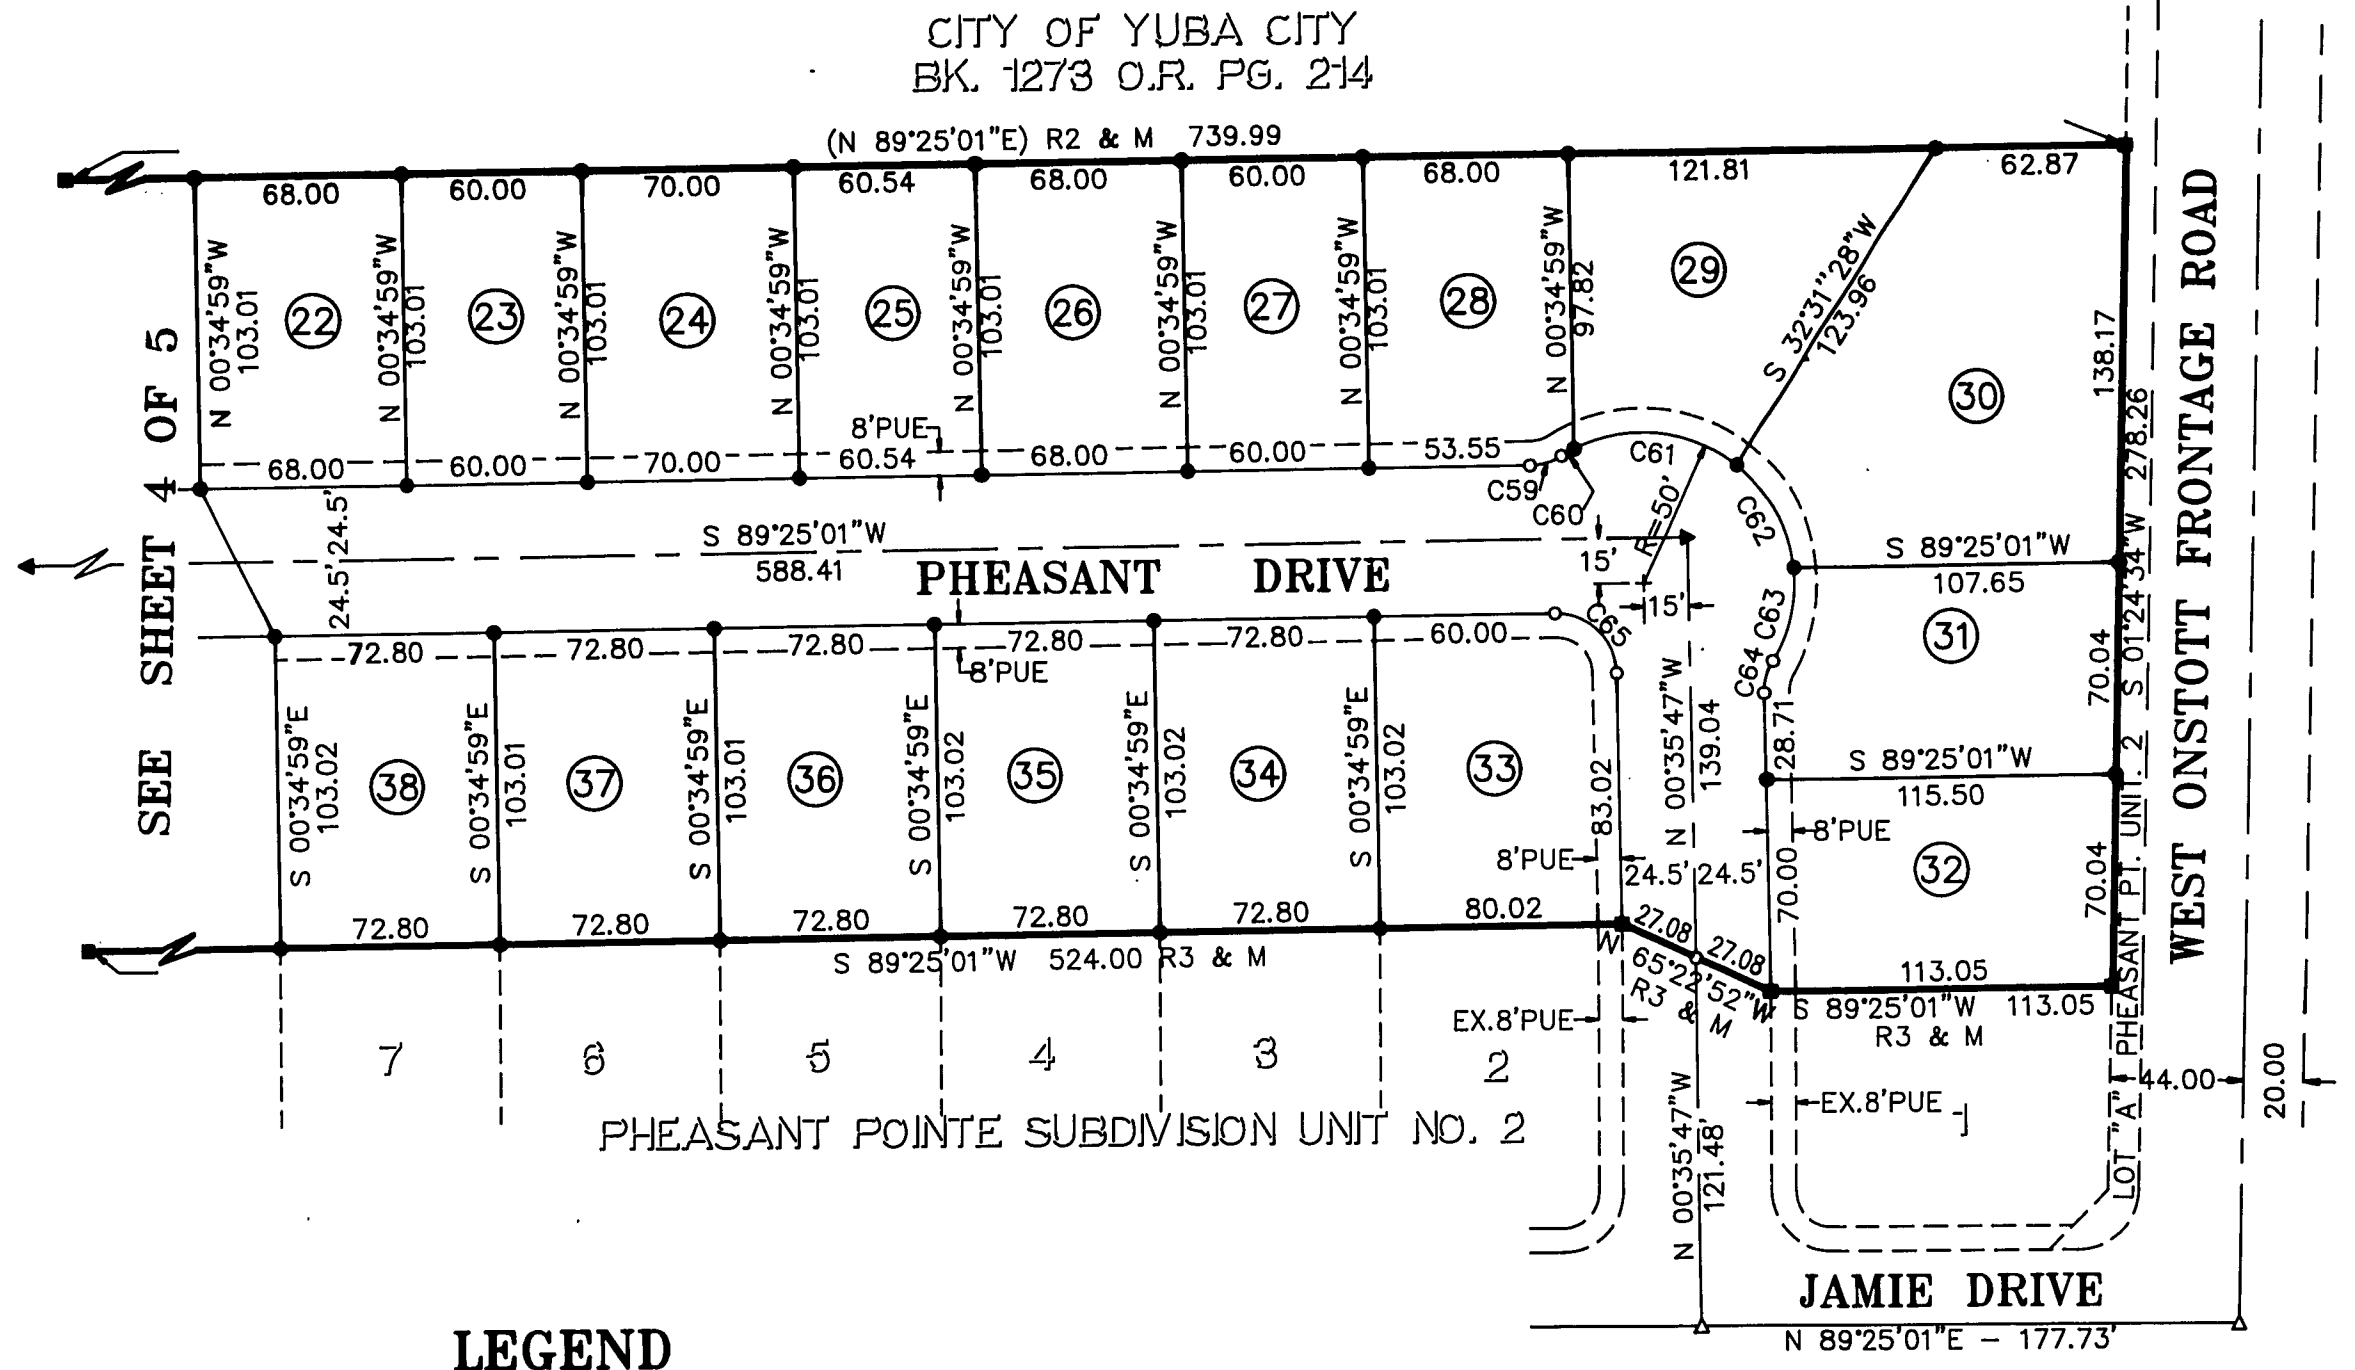 CITY OF YUBA CITY
BK. 1273 O.R. PG. 214
(N 89°25'01"E) R2 & M 739.99
68.00 60.00 70.00 60.54 68.00 60.00 68.00 121.81 62.87
N 00°34'59"W 103.01
N 00°34'59"W 103.01
N 00°34'59"W 103.01
N 00°34'59"W 103.01
N 00°34'59"W 103.01
N 00°34'59"W 103.01
N 00°34'59"W 103.01
N 00°34'59"W 97.82
S 32°31'28"W
123.96
22 23 24 25 26 27 28 29 30
138.17
278.26
8'PUE
68.00 60.00 70.00 60.54 68.00 60.00 53.55
C59
C60
C61
C62
R=50'
24.5' 24.5'
S 89°25'01"W
588.41
PHEASANT DRIVE
15'
15'
C65
C63
C64
S 89°25'01"W
107.65
31
70.04
S 01°24'34"W
SEE SHEET 4 OF 5
WEST ONSTOTT FRONTAGE ROAD
72.80 72.80 72.80 72.80 72.80 60.00
8'PUE
S 00°34'59"E 103.02
S 00°34'59"E 103.01
S 00°34'59"E 103.01
S 00°34'59"E 103.02
S 00°34'59"E 103.02
S 00°34'59"E 103.02
38 37 36 35 34 33
83.02
N 00°35'47"W
139.04
28.71
S 89°25'01"W
115.50
8'PUE
8'PUE
24.5' 24.5'
70.00
32
70.04
72.80 72.80 72.80 72.80 72.80 80.02
S 89°25'01"W 524.00 R3 & M
27.08 27.08
N 65°22'52"W
R3 & M
113.05
S 89°25'01"W 113.05
R3 & M
EX.8'PUE
7 6 5 4 3 2
PHEASANT POINTE SUBDIVISION UNIT NO. 2
N 00°35'47"W
121.48'
EX.8'PUE
LOT "A" PHEASANT PT. UNIT. 2
44.00
20.00
JAMIE DRIVE
N 89°25'01"E – 177.73'
LEGEND